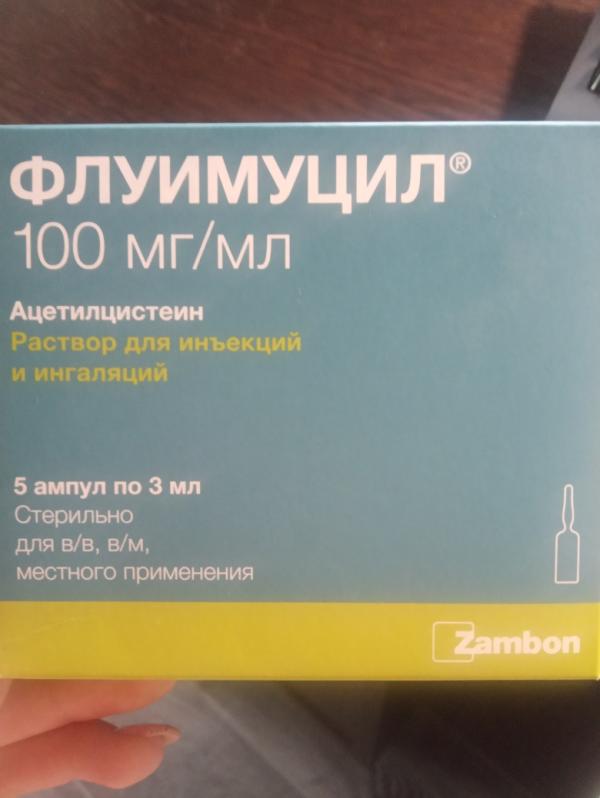 ФЛУИМУЦИЛ®
100 мг/мл
Ацетилцистеин
Раствор для инъекций
и ингаляций
5 ампул по 3 мл
Стерильно
для в/в, в/м,
местного применения
Zambon